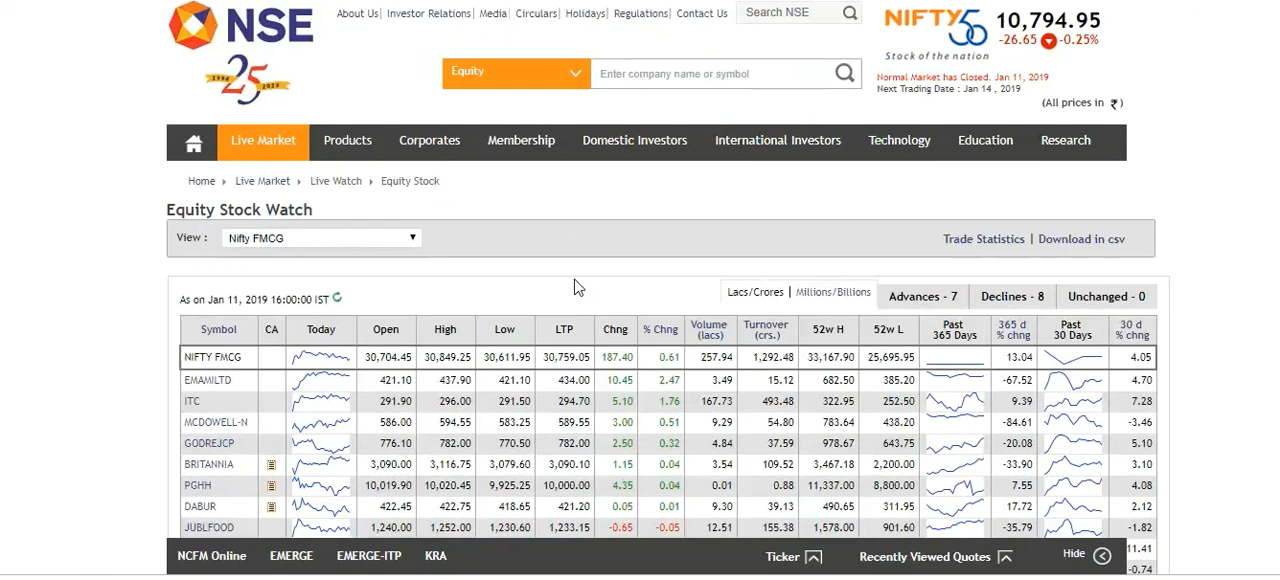 NSE
1994 25 2019
About Us| Investor Relations| Media| Circulars| Holidays| Regulations| Contact Us
Search NSE
NIFTY50 10,794.95
-26.65 -0.25%
Stock of the nation
Normal Market has Closed. Jan 11, 2019
Next Trading Date : Jan 14 , 2019
Equity
Enter company name or symbol
(All prices in ₹)
Live Market Products Corporates Membership Domestic Investors International Investors Technology Education Research
Home Live Market Live Watch Equity Stock
Equity Stock Watch
View : Nifty FMCG
Trade Statistics | Download in csv
As on Jan 11, 2019 16:00:00 IST
Lacs/Crores | Millions/Billions Advances - 7 Declines - 8 Unchanged - 0
Symbol CA Today Open High Low LTP Chng % Chng Volume (lacs) Turnover (crs.) 52w H 52w L Past 365 Days 365 d % chng Past 30 Days 30 d % chng
NIFTY FMCG 30,704.45 30,849.25 30,611.95 30,759.05 187.40 0.61 257.94 1,292.48 33,167.90 25,695.95 13.04 4.05
EMAMILTD 421.10 437.90 421.10 434.00 10.45 2.47 3.49 15.12 682.50 385.20 -67.52 4.70
ITC 291.90 296.00 291.50 294.70 5.10 1.76 167.73 493.48 322.95 252.50 9.39 7.28
MCDOWELL-N 586.00 594.55 583.25 589.55 3.00 0.51 9.29 54.80 783.64 438.20 -84.61 -3.46
GODREJCP 776.10 782.00 770.50 782.00 2.50 0.32 4.84 37.59 978.67 643.75 -20.08 5.10
BRITANNIA 3,090.00 3,116.75 3,079.60 3,090.10 1.15 0.04 3.54 109.52 3,467.18 2,200.00 -33.90 3.10
PGHH 10,019.90 10,020.45 9,925.25 10,000.00 4.35 0.04 0.01 0.88 11,337.00 8,800.00 7.55 4.08
DABUR 422.45 422.75 418.65 421.20 0.05 0.01 9.30 39.13 490.65 311.95 17.72 2.12
JUBLFOOD 1,240.00 1,252.00 1,230.60 1,233.15 -0.65 -0.05 12.51 155.38 1,578.00 901.60 -35.79 -1.82
11.41
NCFM Online EMERGE EMERGE-ITP KRA Ticker Recently Viewed Quotes Hide
-0.74